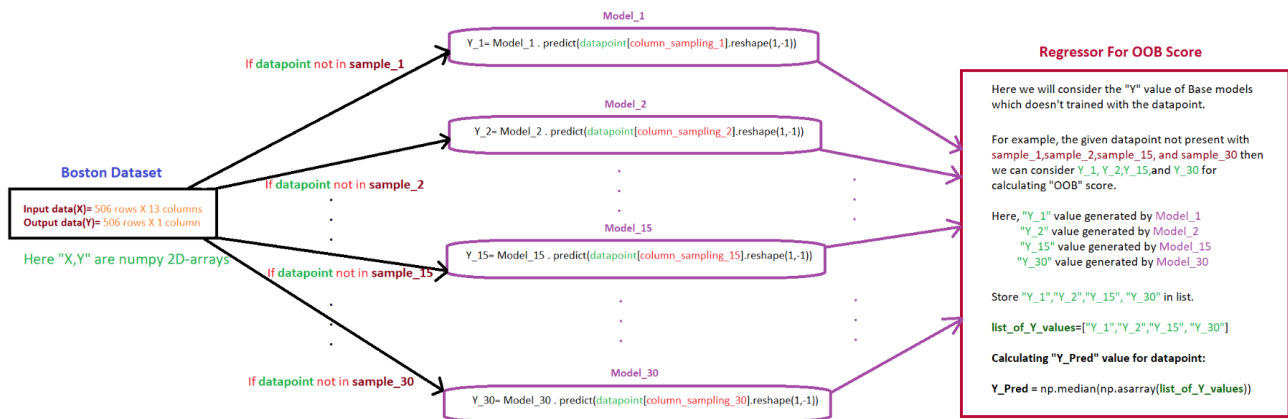 Model_1
Y_1= Model_1 . predict(datapoint[column_sampling_1].reshape(1,-1))
If datapoint not in sample_1
Model_2
Y_2= Model_2 . predict(datapoint[column_sampling_2].reshape(1,-1))
If datapoint not in sample_2
Boston Dataset
Input data(X)= 506 rows X 13 columns
Output data(Y)= 506 rows X 1 column
Here "X,Y" are numpy 2D-arrays
Model_15
Y_15= Model_15 . predict(datapoint[column_sampling_15].reshape(1,-1))
If datapoint not in sample_15
Model_30
Y_30= Model_30 . predict(datapoint[column_sampling_30].reshape(1,-1))
If datapoint not in sample_30
Regressor For OOB Score
Here we will consider the "Y" value of Base models
which doesn't trained with the datapoint.
For example, the given datapoint not present with
sample_1,sample_2,sample_15, and sample_30 then
we can consider Y_1, Y_2,Y_15,and Y_30 for
calculating "OOB" score.
Here, "Y_1" value generated by Model_1
"Y_2" value generated by Model_2
"Y_15" value generated by Model_15
"Y_30" value generated by Model_30
Store "Y_1","Y_2","Y_15", "Y_30" in list.
list_of_Y_values=["Y_1","Y_2","Y_15", "Y_30"]
Calculating "Y_Pred" value for datapoint:
Y_Pred = np.median(np.asarray(list_of_Y_values))